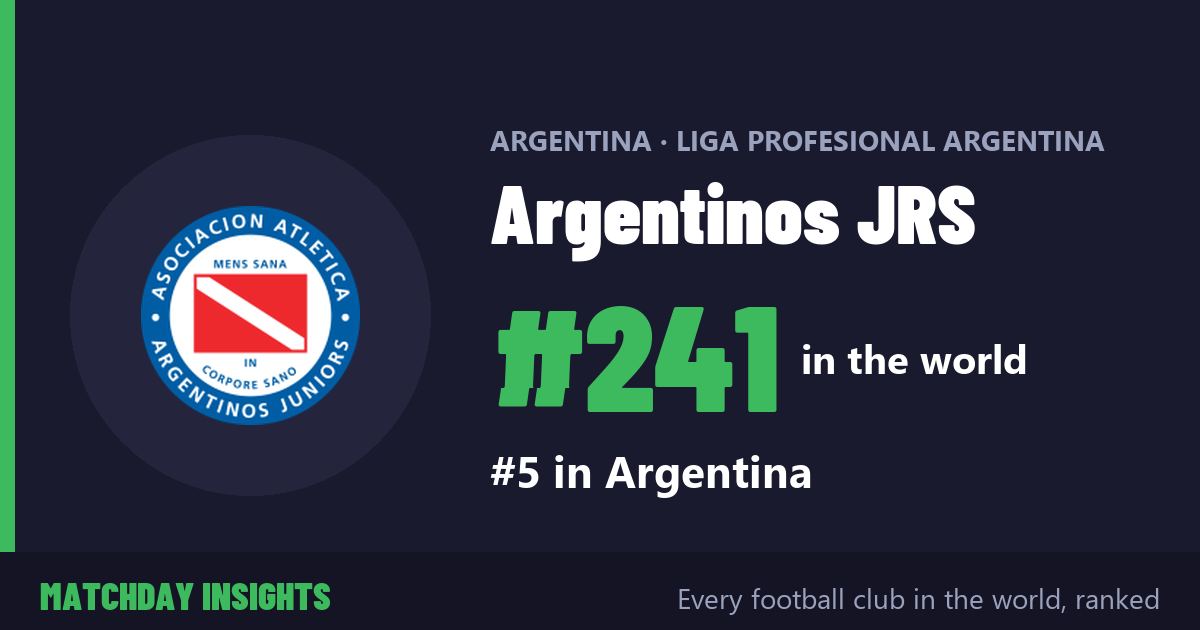 ASOCIACION ATLETICA
MENS SANA
IN
CORPORE SANO
ARGENTINOS JUNIORS
ARGENTINA · LIGA PROFESIONAL ARGENTINA
Argentinos JRS
#241 in the world
#5 in Argentina
MATCHDAY INSIGHTS
Every football club in the world, ranked